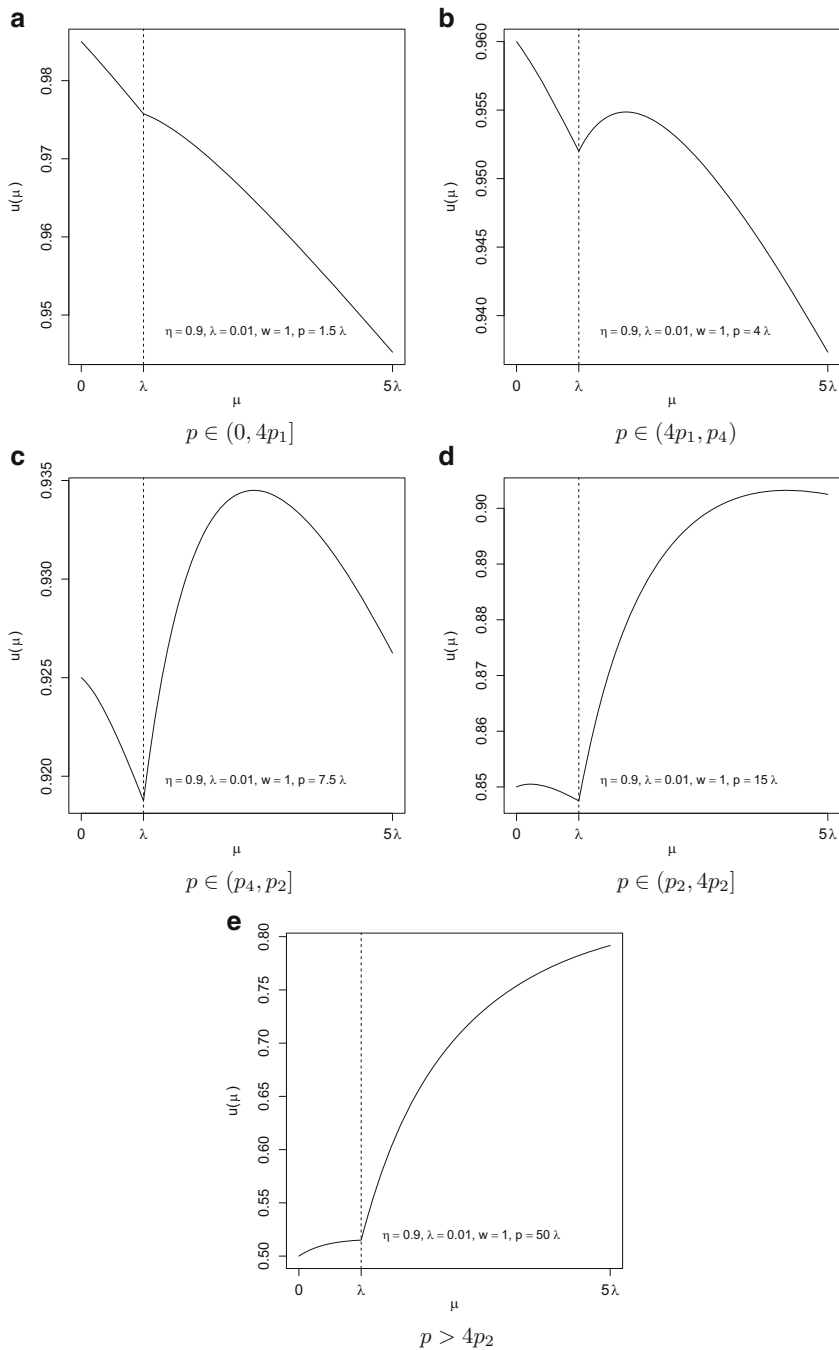 a
0.98
0.97
0.96
0.95
u(μ)
η = 0.9, λ = 0.01, w = 1, p = 1.5 λ
0 λ 5λ
μ
p ∈ (0, 4p₁]
b
0.960
0.955
0.950
0.945
0.940
u(μ)
η = 0.9, λ = 0.01, w = 1, p = 4 λ
0 λ 5λ
μ
p ∈ (4p₁, p₄)
c
0.935
0.930
0.925
0.920
u(μ)
η = 0.9, λ = 0.01, w = 1, p = 7.5 λ
0 λ 5λ
μ
p ∈ (p₄, p₂]
d
0.90
0.89
0.88
0.87
0.86
0.85
u(μ)
η = 0.9, λ = 0.01, w = 1, p = 15 λ
0 λ 5λ
μ
p ∈ (p₂, 4p₂]
e
0.80
0.75
0.70
0.65
0.60
0.55
0.50
u(μ)
η = 0.9, λ = 0.01, w = 1, p = 50 λ
0 λ 5λ
μ
p > 4p₂